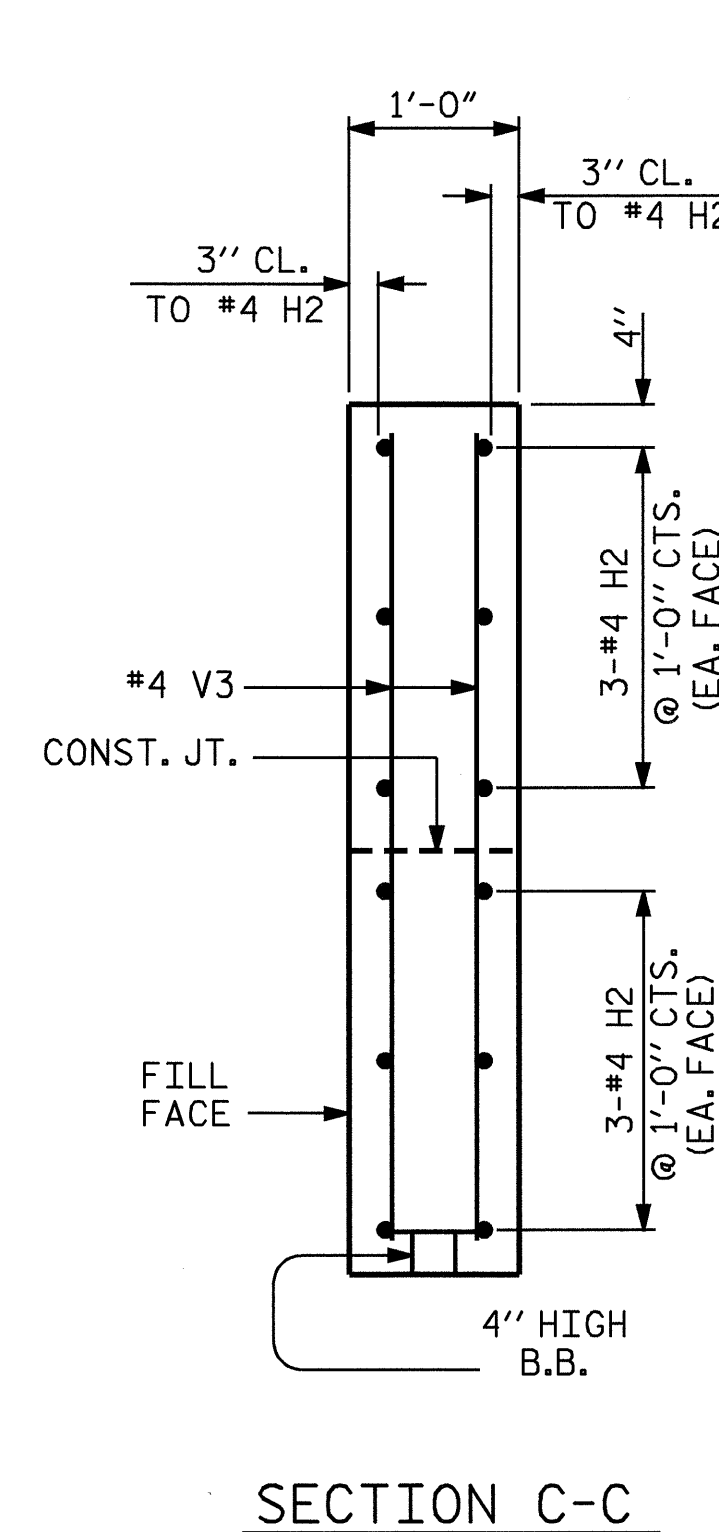 1'-0"
3" CL.
TO #4 H2
3" CL.
TO #4 H2
4"
3-#4 H2
@ 1'-0" CTS.
(EA. FACE)
#4 V3
CONST. JT.
3-#4 H2
@ 1'-0" CTS.
(EA. FACE)
FILL
FACE
4" HIGH
B.B.
SECTION C-C